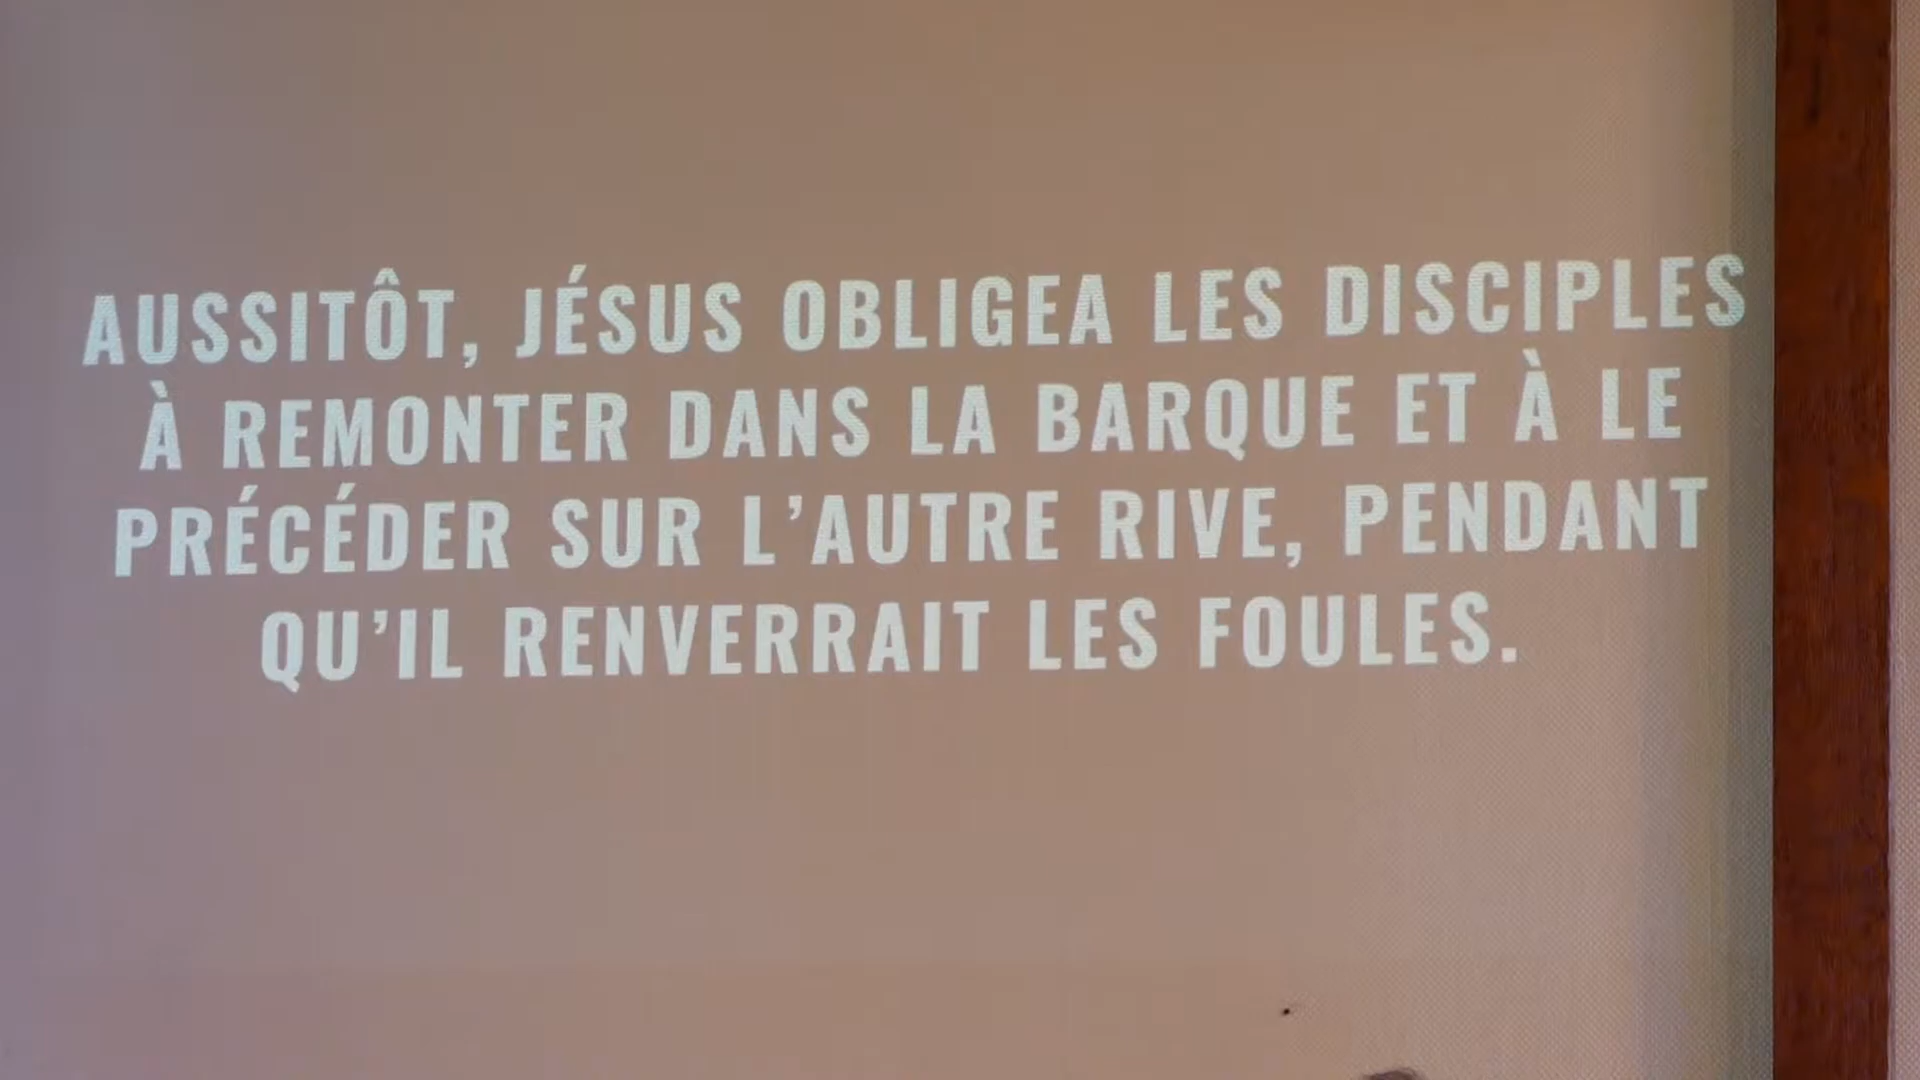 AUSSITÔT, JÉSUS OBLIGEA LES DISCIPLES
À REMONTER DANS LA BARQUE ET À LE
PRÉCÉDER SUR L’AUTRE RIVE, PENDANT
QU’IL RENVERRAIT LES FOULES.